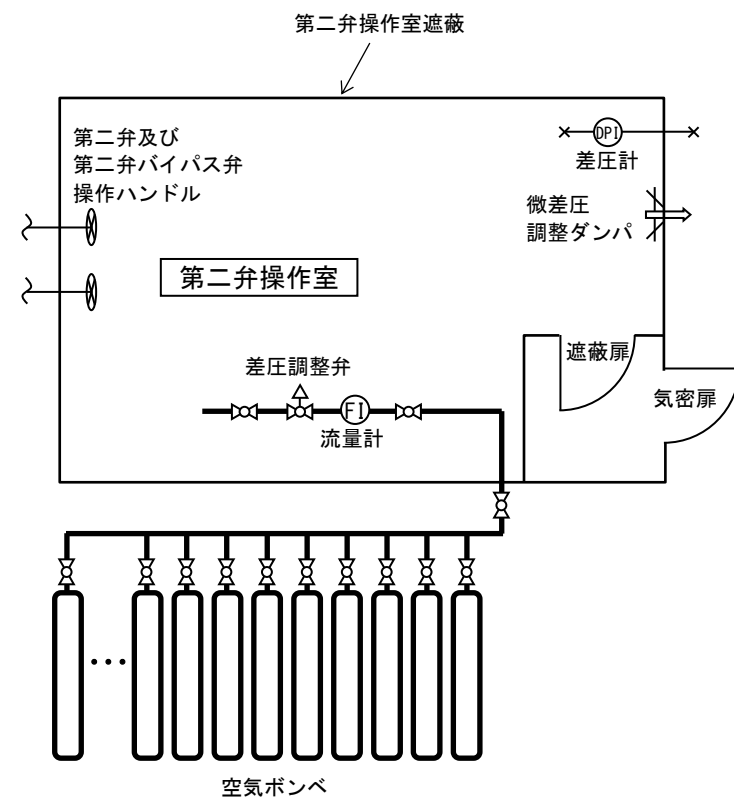 第二弁操作室遮蔽
第二弁及び
第二弁バイパス弁
操作ハンドル
DPI
差圧計
微差圧
調整ダンパ
第二弁操作室
遮蔽扉
気密扉
差圧調整弁
FI
流量計
空気ボンベ